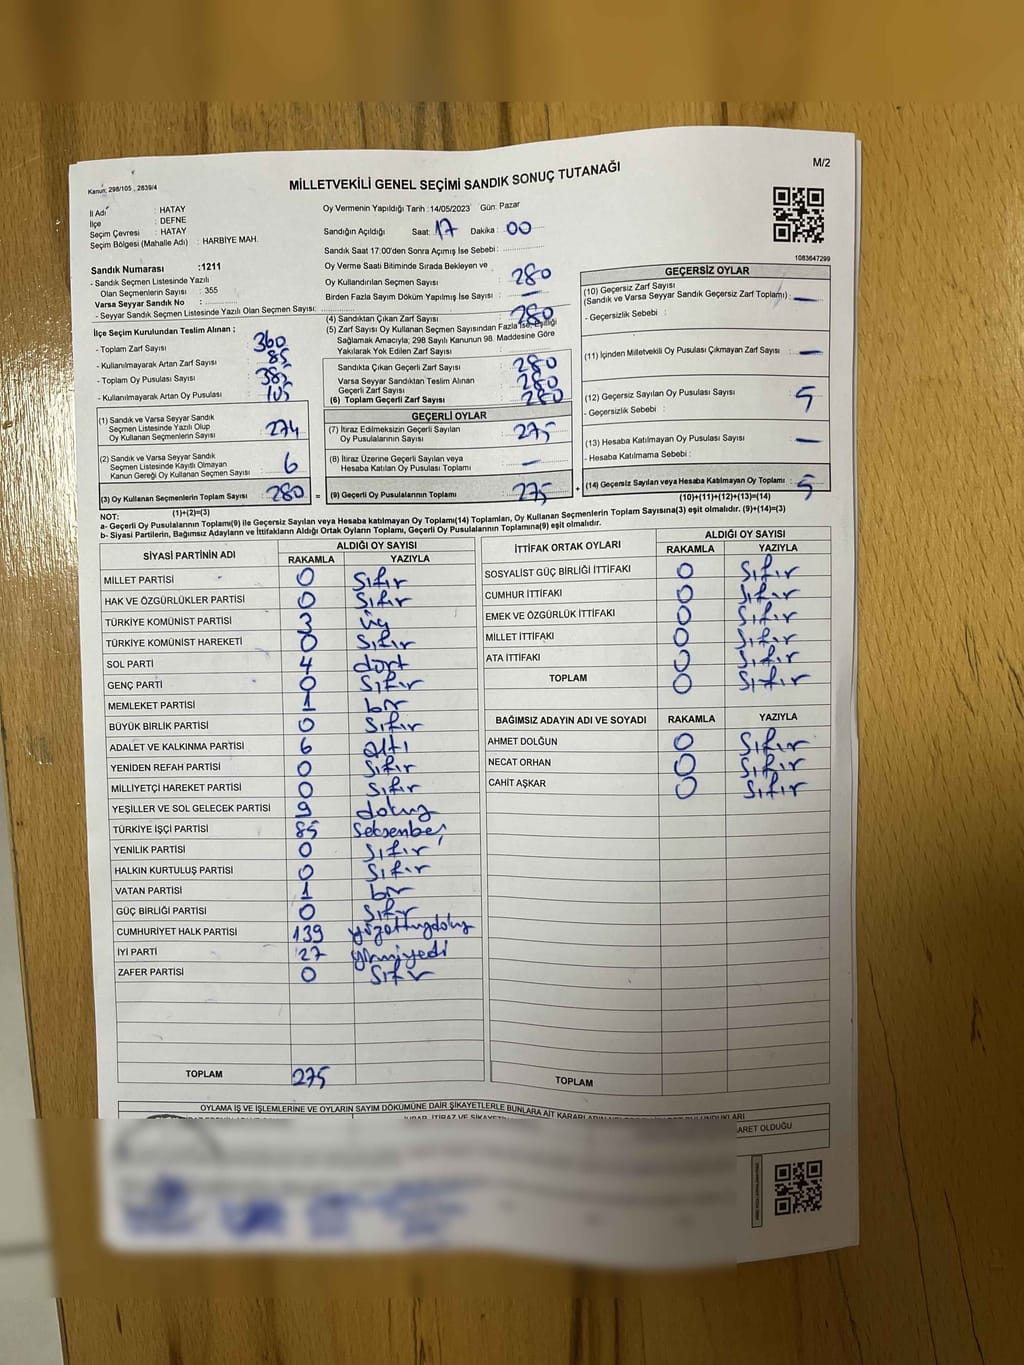 M/2
Kanun: 298/105 , 2839/4
MİLLETVEKİLİ GENEL SEÇİMİ SANDIK SONUÇ TUTANAĞI
İl Adı : HATAY
İlçe : DEFNE
Seçim Çevresi : HATAY
Seçim Bölgesi (Mahalle Adı) : HARBİYE MAH.
Sandık Numarası :1211
- Sandık Seçmen Listesinde Yazılı
Olan Seçmenlerin Sayısı : 355
Varsa Seyyar Sandık No :
- Seyyar Sandık Seçmen Listesinde Yazılı Olan Seçmen Sayısı:
İlçe Seçim Kurulundan Teslim Alınan ;
- Toplam Zarf Sayısı 360
- Kullanılmayarak Artan Zarf Sayısı 85
- Toplam Oy Pusulası Sayısı 385
- Kullanılmayarak Artan Oy Pusulası 105
(1) Sandık ve Varsa Seyyar Sandık
Seçmen Listesinde Yazılı Olup
Oy Kullanan Seçmenlerin Sayısı : 274
(2) Sandık ve Varsa Seyyar Sandık
Seçmen Listesinde Kayıtlı Olmayan
Kanun Gereği Oy Kullanan Seçmen Sayısı : 6
(3) Oy Kullanan Seçmenlerin Toplam Sayısı : 280 =
(1)+(2)=(3)
Oy Vermenin Yapıldığı Tarih :14/05/2023 Gün: Pazar
Sandığın Açıldığı Saat: 17 Dakika : 00
Sandık Saat 17.00'den Sonra Açımış İse Sebebi :
Oy Verme Saati Bitiminde Sırada Bekleyen ve
Oy Kullandırılan Seçmen Sayısı : 280
Birden Fazla Sayım Döküm Yapılmış İse Sayısı : —
(4) Sandıktan Çıkan Zarf Sayısı : 280
(5) Zarf Sayısı Oy Kullanan Seçmen Sayısından Fazla İse, Eşitliği
Sağlamak Amacıyla; 298 Sayılı Kanunun 98. Maddesine Göre
Yakılarak Yok Edilen Zarf Sayısı :
Sandıkta Çıkan Geçerli Zarf Sayısı : 280
Varsa Seyyar Sandıktan Teslim Alınan
Geçerli Zarf Sayısı : 280
(6) Toplam Geçerli Zarf Sayısı : 280
GEÇERLİ OYLAR
(7) İtiraz Edilmeksizin Geçerli Sayılan
Oy Pusulalarının Sayısı : 275
(8) İtiraz Üzerine Geçerli Sayılan veya
Hesaba Katılan Oy Pusulası Toplamı : —
(9) Geçerli Oy Pusulalarının Toplamı : 275 +
1083647299
GEÇERSİZ OYLAR
(10) Geçersiz Zarf Sayısı
(Sandık ve Varsa Seyyar Sandık Geçersiz Zarf Toplamı) : —
- Geçersizlik Sebebi :
(11) İçinden Milletvekili Oy Pusulası Çıkmayan Zarf Sayısı : —
(12) Geçersiz Sayılan Oy Pusulası Sayısı : 5
- Geçersizlik Sebebi :
(13) Hesaba Katılmayan Oy Pusulası Sayısı : —
- Hesaba Katılmama Sebebi :
(14) Geçersiz Sayılan veya Hesaba Katılmayan Oy Toplamı : 5
(10)+(11)+(12)+(13)=(14)
NOT:
a- Geçerli Oy Pusulalarının Toplamı(9) ile Geçersiz Sayılan veya Hesaba katılmayan Oy Toplamı(14) Toplamları, Oy Kullanan Seçmenlerin Toplam Sayısına(3) eşit olmalıdır. (9)+(14)=(3)
b- Siyasi Partilerin, Bağımsız Adayların ve İttifakların Aldığı Ortak Oyların Toplamı, Geçerli Oy Pusulalarının Toplamına(9) eşit olmalıdır.
SİYASİ PARTİNİN ADI ALDIĞI OY SAYISI
RAKAMLA YAZIYLA
MİLLET PARTİSİ 0 sıfır
HAK VE ÖZGÜRLÜKLER PARTİSİ 0 sıfır
TÜRKİYE KOMÜNİST PARTİSİ 3 üç
TÜRKİYE KOMÜNİST HAREKETİ 0 sıfır
SOL PARTİ 4 dört
GENÇ PARTİ 0 sıfır
MEMLEKET PARTİSİ 1 bir
BÜYÜK BİRLİK PARTİSİ 0 sıfır
ADALET VE KALKINMA PARTİSİ 6 altı
YENİDEN REFAH PARTİSİ 0 sıfır
MİLLİYETÇİ HAREKET PARTİSİ 0 sıfır
YEŞİLLER VE SOL GELECEK PARTİSİ 9 dokuz
TÜRKİYE İŞÇİ PARTİSİ 85 seksenbeş
YENİLİK PARTİSİ 0 sıfır
HALKIN KURTULUŞ PARTİSİ 0 sıfır
VATAN PARTİSİ 1 bir
GÜÇ BİRLİĞİ PARTİSİ 0 sıfır
CUMHURİYET HALK PARTİSİ 139 yüzottuzdokuz
İYİ PARTİ 27 yirmiyedi
ZAFER PARTİSİ 0 sıfır
TOPLAM 275
İTTİFAK ORTAK OYLARI ALDIĞI OY SAYISI
RAKAMLA YAZIYLA
SOSYALİST GÜÇ BİRLİĞİ İTTİFAKI 0 sıfır
CUMHUR İTTİFAKI 0 sıfır
EMEK VE ÖZGÜRLÜK İTTİFAKI 0 sıfır
MİLLET İTTİFAKI 0 sıfır
ATA İTTİFAKI 0 sıfır
TOPLAM 0 sıfır
BAĞIMSIZ ADAYIN ADI VE SOYADI RAKAMLA YAZIYLA
AHMET DOLĞUN 0 sıfır
NECAT ORHAN 0 sıfır
CAHİT AŞKAR 0 sıfır
TOPLAM
OYLAMA İŞ VE İŞLEMLERİNE VE OYLARIN SAYIM DÖKÜMÜNE DAİR ŞİKAYETLERLE BUNLARA AİT KARARLARIN
ARET OLDUĞU